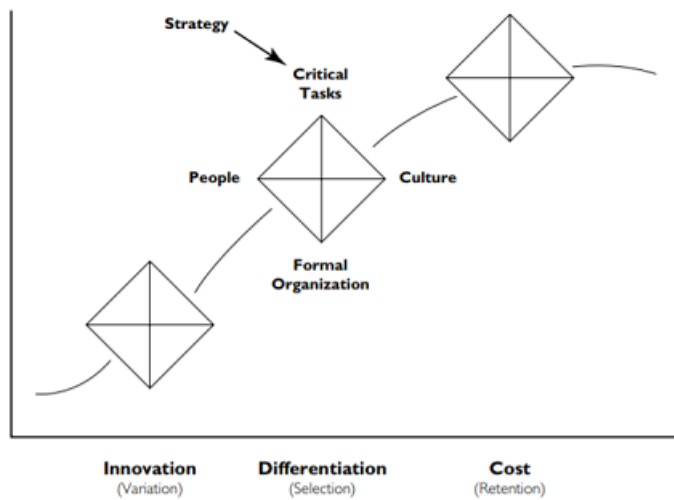 Strategy
Critical
Tasks
People
Culture
Formal
Organization
Innovation
(Variation)
Differentiation
(Selection)
Cost
(Retention)